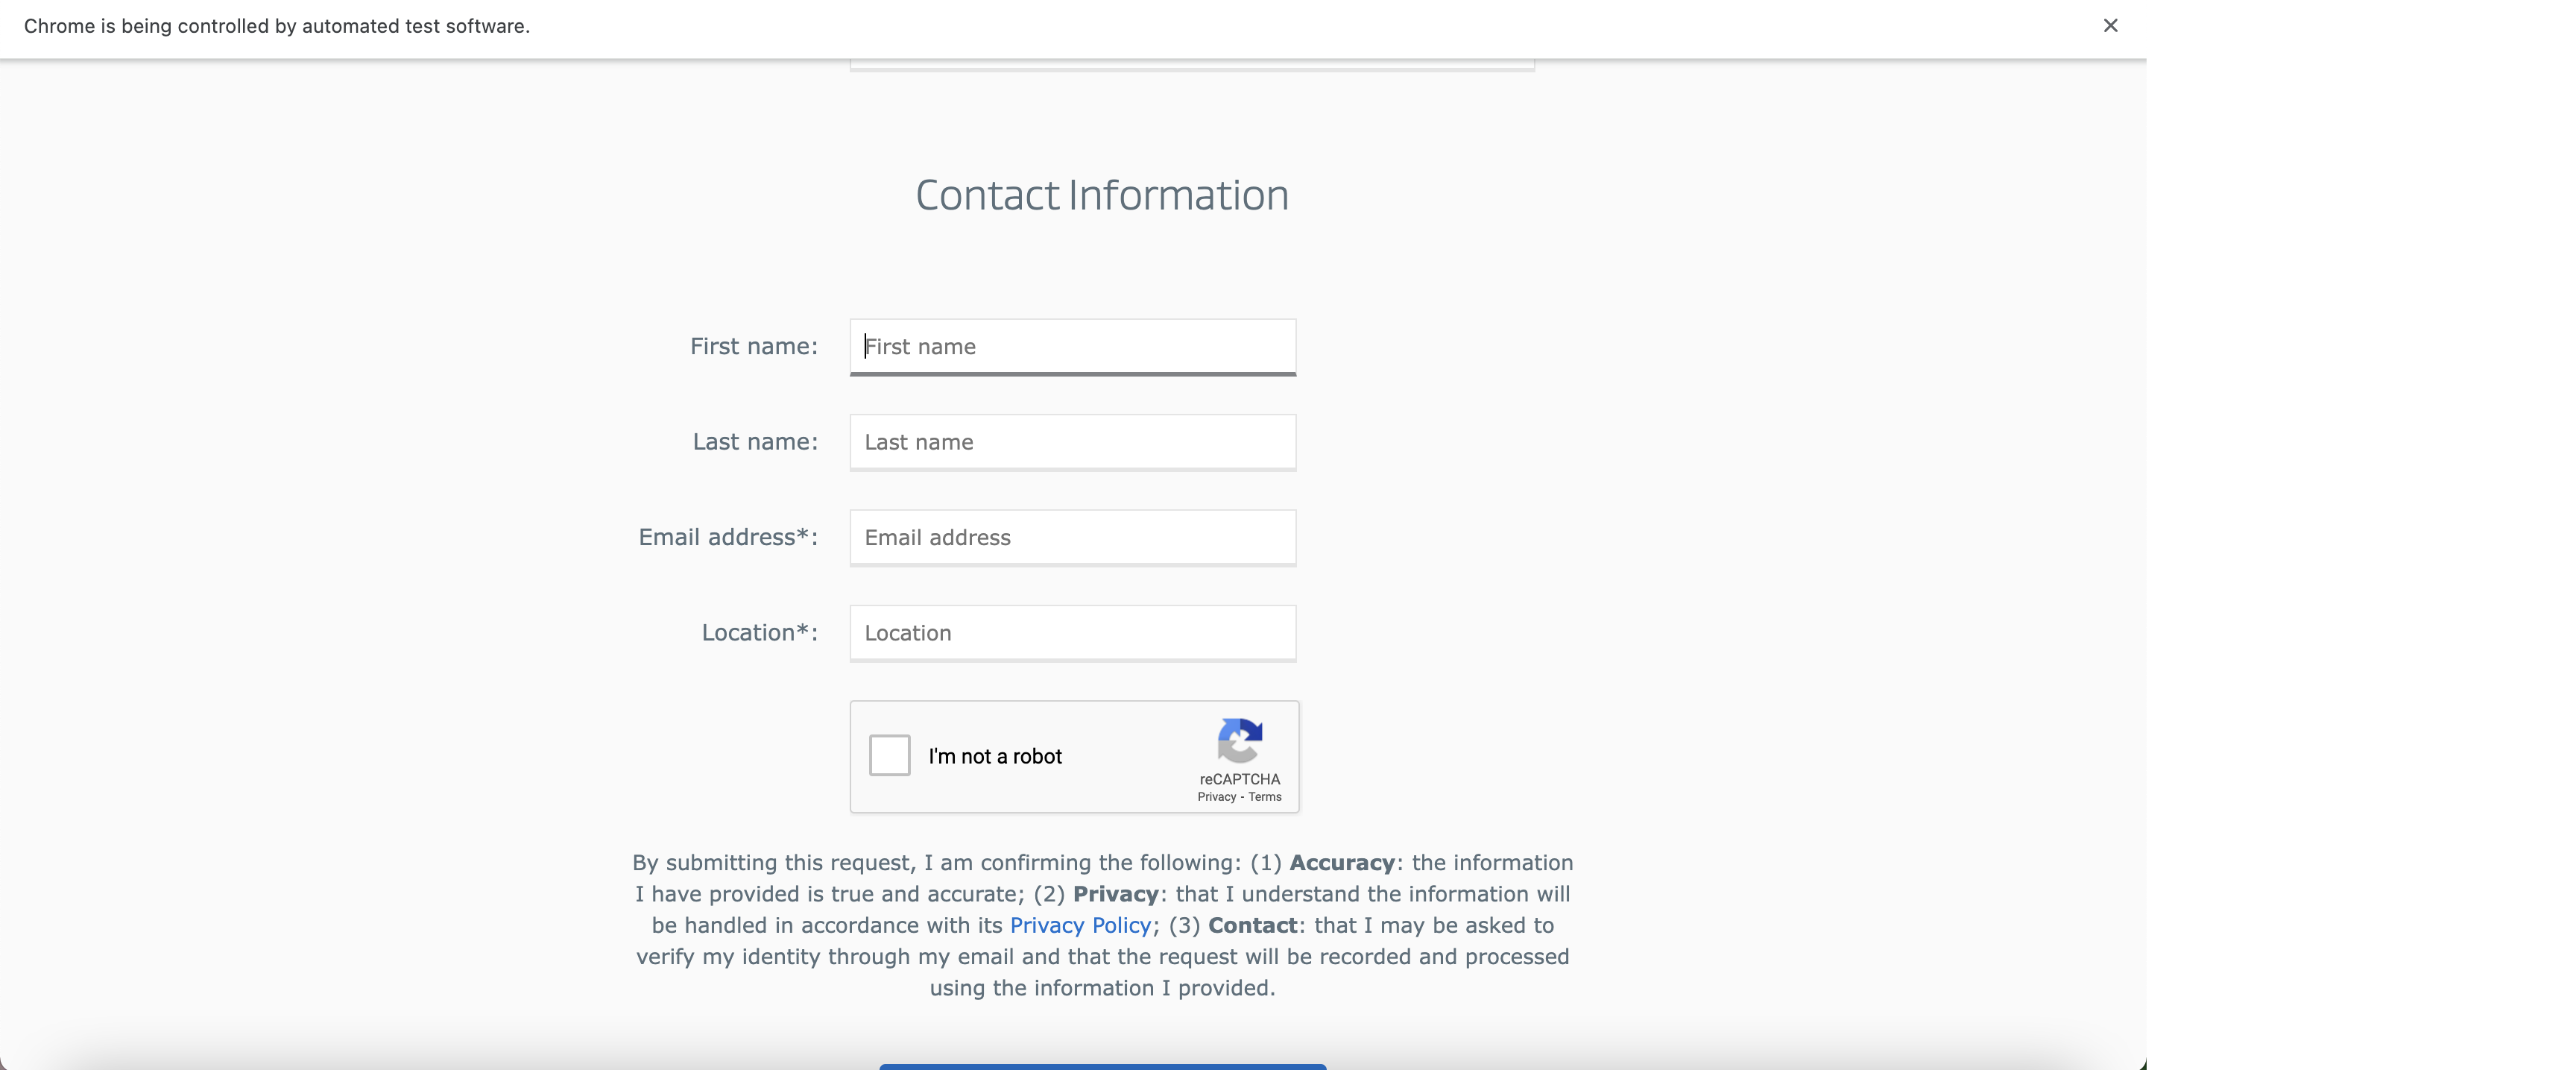 Chrome is being controlled by automated test software.
Contact Information
First name:
First name
Last name:
Last name
Email address*:
Email address
Location*:
Location
I'm not a robot
reCAPTCHA
Privacy - Terms
By submitting this request, I am confirming the following: (1) Accuracy: the information
I have provided is true and accurate; (2) Privacy: that I understand the information will
be handled in accordance with its Privacy Policy; (3) Contact: that I may be asked to
verify my identity through my email and that the request will be recorded and processed
using the information I provided.